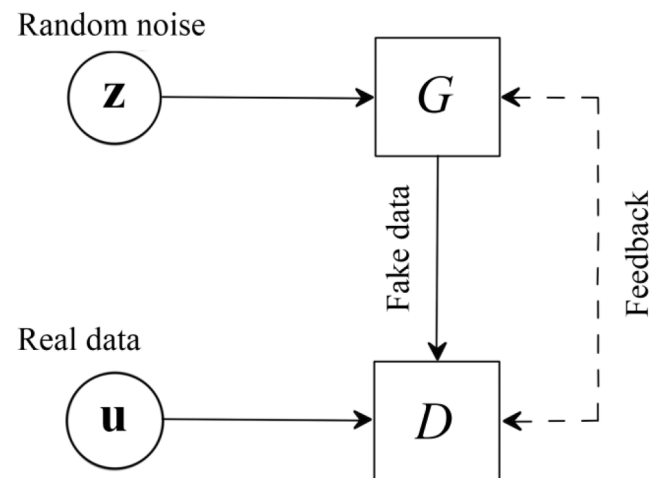 Random noise
z
G
Fake data
Feedback
Real data
u
D